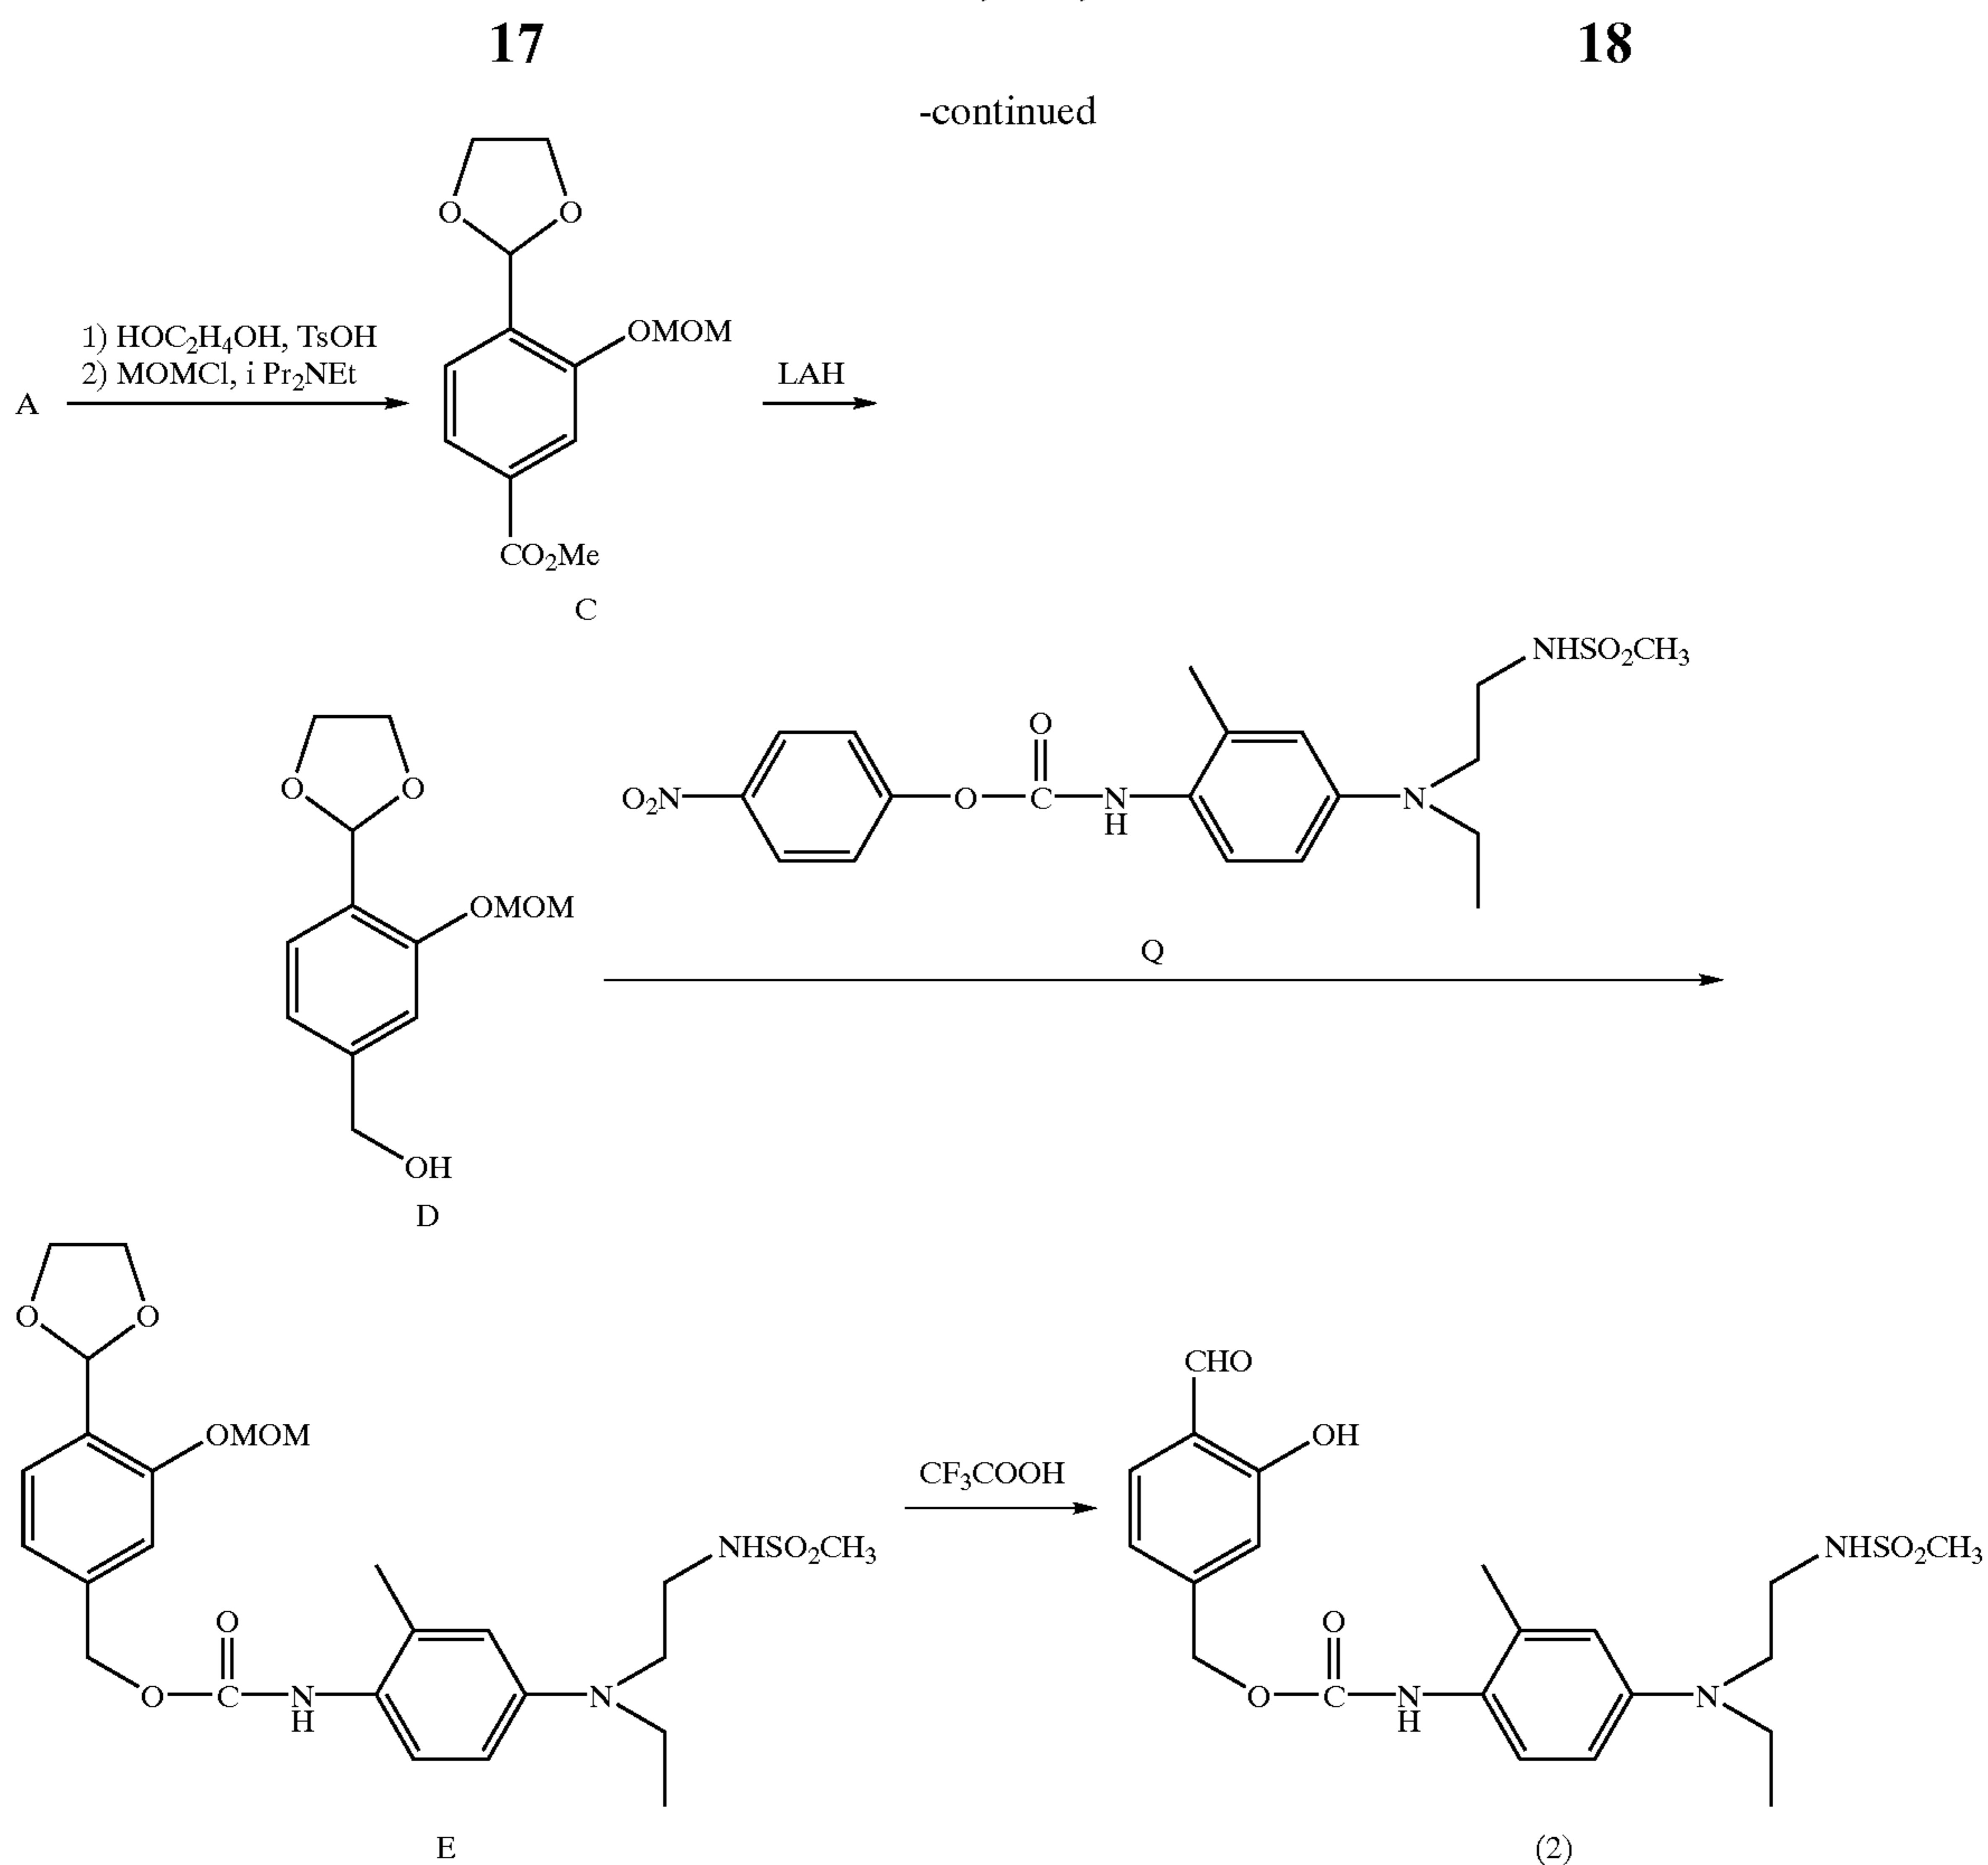 17
18
-continued
O O
OMOM
1) HOC2H4OH, TsOH
2) MOMCl, i Pr2NEt
A
LAH
CO2Me
C
NHSO2CH3
O O
O
O2N
O
C
N
H
N
OMOM
Q
OH
D
O O
CHO
OMOM
OH
CF3COOH
NHSO2CH3
NHSO2CH3
O
O
C
N
H
N
O
O
C
N
H
N
E
(2)